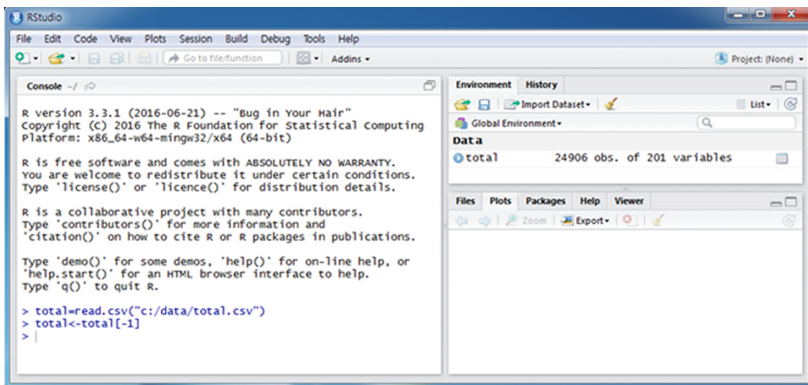 RStudio
File Edit Code View Plots Session Build Debug Tools Help
Go to file/function Addins Project: (None)
Console ~/
R version 3.3.1 (2016-06-21) -- "Bug in Your Hair"
Copyright (C) 2016 The R Foundation for Statistical Computing
Platform: x86_64-w64-mingw32/x64 (64-bit)
R is free software and comes with ABSOLUTELY NO WARRANTY.
You are welcome to redistribute it under certain conditions.
Type 'license()' or 'licence()' for distribution details.
R is a collaborative project with many contributors.
Type 'contributors()' for more information and
'citation()' on how to cite R or R packages in publications.
Type 'demo()' for some demos, 'help()' for on-line help, or
'help.start()' for an HTML browser interface to help.
Type 'q()' to quit R.
> total=read.csv("c:/data/total.csv")
> total<-total[-1]
>
Environment History
Import Dataset List
Global Environment
Data
total 24906 obs. of 201 variables
Files Plots Packages Help Viewer
Zoom Export